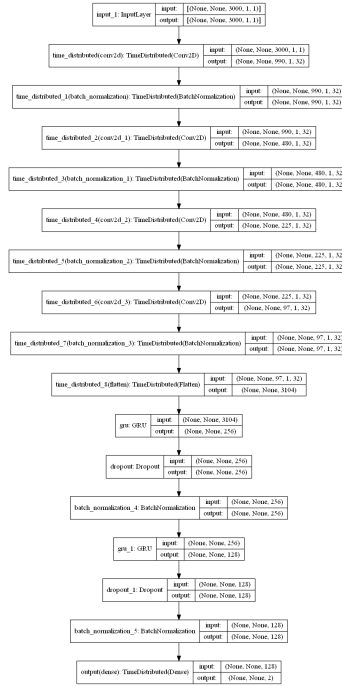 input_1: InputLayer
input: [(None, None, 3000, 1, 1)]
output: [(None, None, 3000, 1, 1)]
time_distributed(conv2d): TimeDistributed(Conv2D)
input: (None, None, 3000, 1, 1)
output: (None, None, 990, 1, 32)
time_distributed_1(batch_normalization): TimeDistributed(BatchNormalization)
input: (None, None, 990, 1, 32)
output: (None, None, 990, 1, 32)
time_distributed_2(conv2d_1): TimeDistributed(Conv2D)
input: (None, None, 990, 1, 32)
output: (None, None, 480, 1, 32)
time_distributed_3(batch_normalization_1): TimeDistributed(BatchNormalization)
input: (None, None, 480, 1, 32
output: (None, None, 480, 1, 32
time_distributed_4(conv2d_2): TimeDistributed(Conv2D)
input: (None, None, 480, 1, 32)
output: (None, None, 225, 1, 32)
time_distributed_5(batch_normalization_2): TimeDistributed(BatchNormalization)
input: (None, None, 225, 1, 32
output: (None, None, 225, 1, 32
time_distributed_6(conv2d_3): TimeDistributed(Conv2D)
input: (None, None, 225, 1, 32)
output: (None, None, 97, 1, 32)
time_distributed_7(batch_normalization_3): TimeDistributed(BatchNormalization)
input: (None, None, 97, 1, 32)
output: (None, None, 97, 1, 32)
time_distributed_8(flatten): TimeDistributed(Flatten)
input: (None, None, 97, 1, 32)
output: (None, None, 3104)
gru: GRU
input: (None, None, 3104)
output: (None, None, 256)
dropout: Dropout
input: (None, None, 256)
output: (None, None, 256)
batch_normalization_4: BatchNormalization
input: (None, None, 256)
output: (None, None, 256)
gru_1: GRU
input: (None, None, 256)
output: (None, None, 128)
dropout_1: Dropout
input: (None, None, 128)
output: (None, None, 128)
batch_normalization_5: BatchNormalization
input: (None, None, 128)
output: (None, None, 128)
output(dense): TimeDistributed(Dense)
input: (None, None, 128)
output: (None, None, 2)